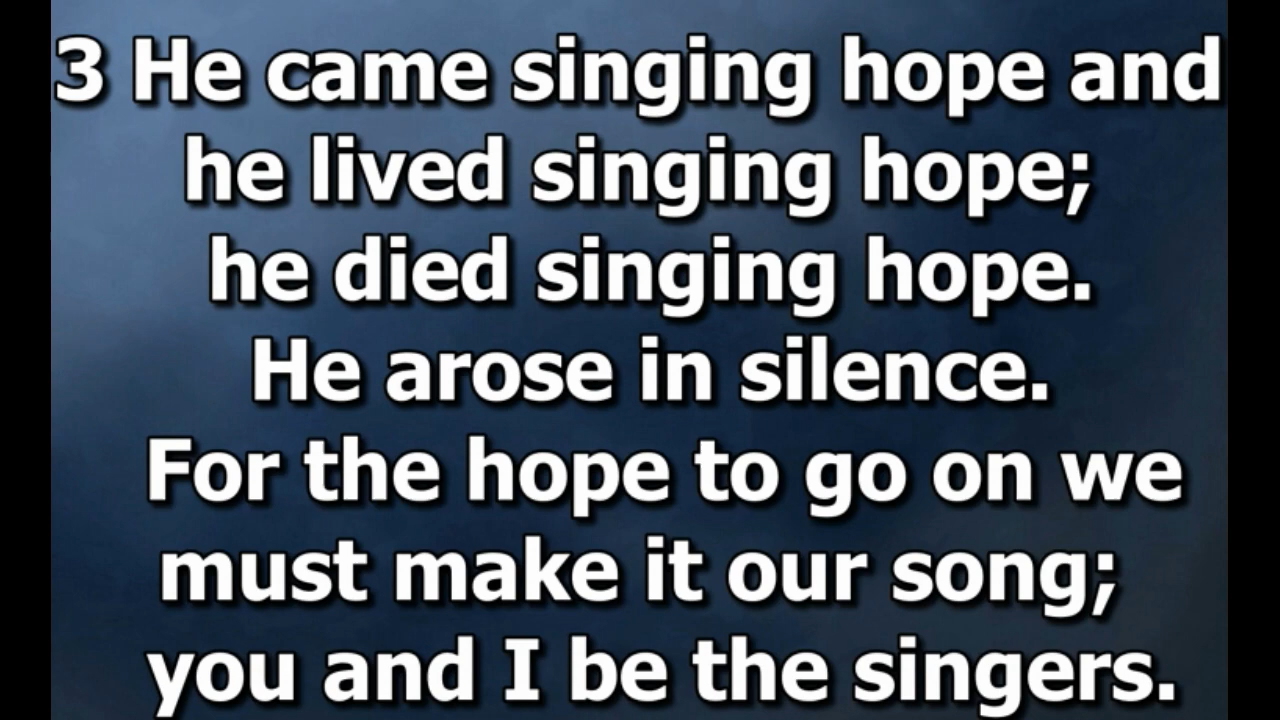 3 He came singing hope and
he lived singing hope;
he died singing hope.
He arose in silence.
For the hope to go on we
must make it our song;
you and I be the singers.